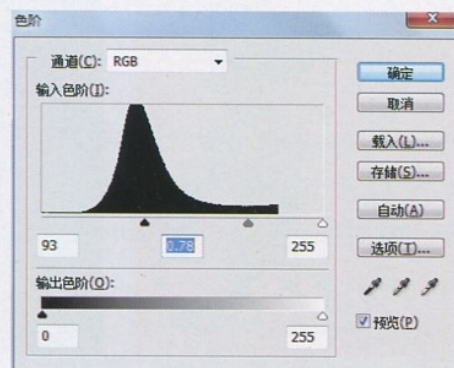 色阶
通道(C): RGB
输入色阶(I):
93 0.78 255
输出色阶(O):
0 255
确定
取消
载入(L)...
存储(S)...
自动(A)
选项(T)...
预览(P)